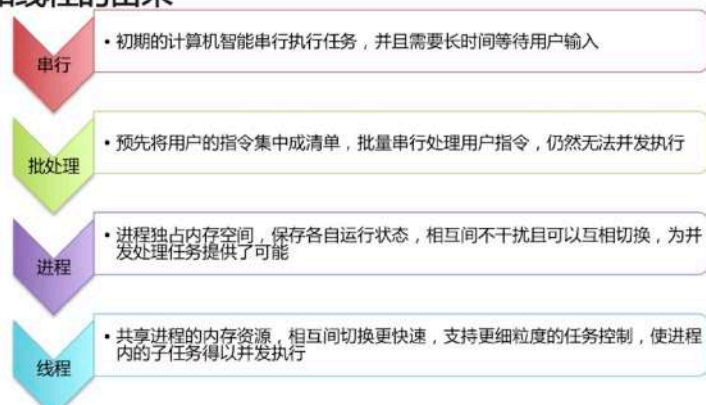 线程的由来
串行
• 初期的计算机智能串行执行任务，并且需要长时间等待用户输入
批处理
• 预先将用户的指令集中成清单，批量串行处理用户指令，仍然无法并发执行
进程
• 进程独占内存空间，保存各自运行状态，相互间不干扰且可以互相切换，为并
发处理任务提供了可能
线程
• 共享进程的内存资源，相互间切换更快速，支持更细粒度的任务控制，使进程
内的子任务得以并发执行